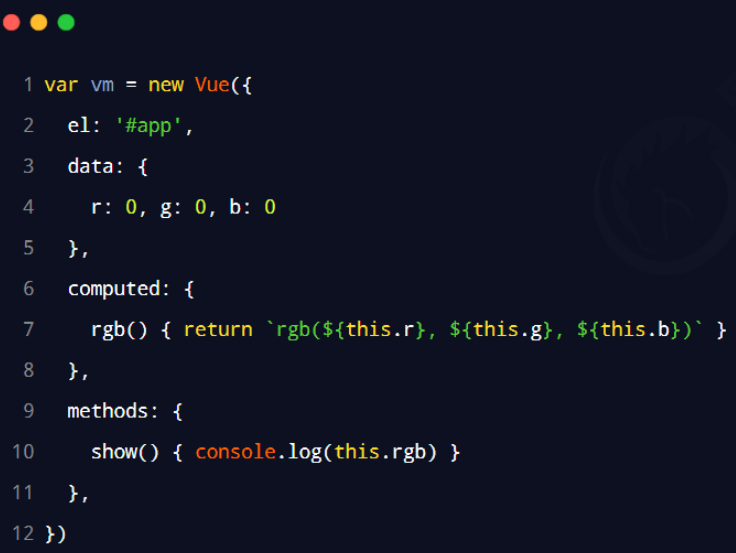 1 var vm = new Vue({
2   el: '#app',
3   data: {
4     r: 0, g: 0, b: 0
5   },
6   computed: {
7     rgb() { return `rgb(${this.r}, ${this.g}, ${this.b})` }
8   },
9   methods: {
10     show() { console.log(this.rgb) }
11   },
12 })